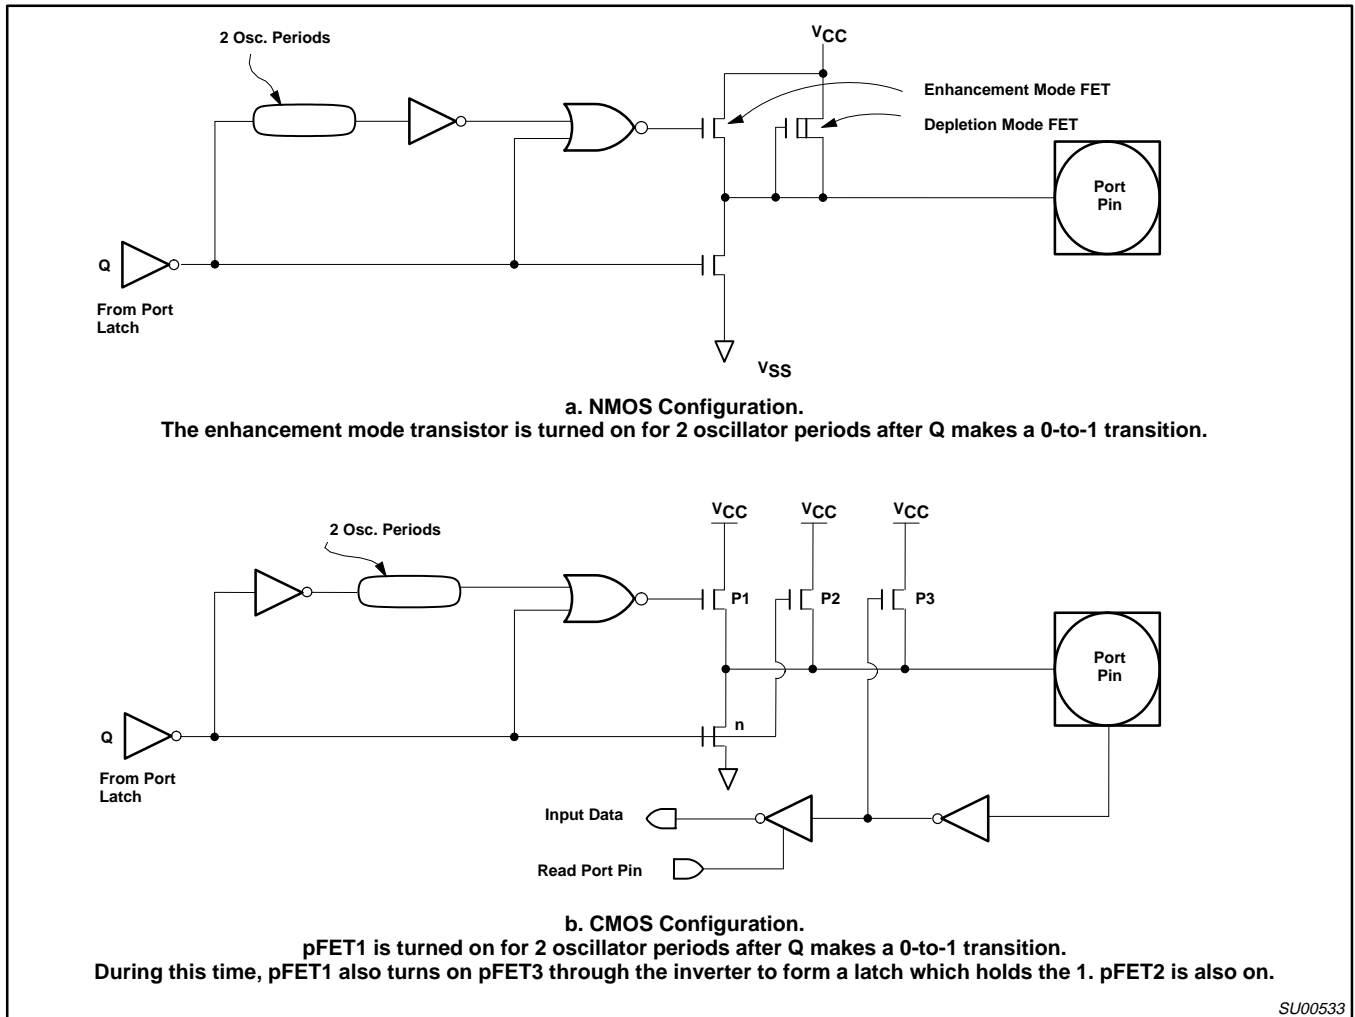 2 Osc. Periods
VCC
Enhancement Mode FET
Depletion Mode FET
Port
Pin
Q
From Port
Latch
VSS
a. NMOS Configuration.
The enhancement mode transistor is turned on for 2 oscillator periods after Q makes a 0-to-1 transition.
VCC
VCC
VCC
2 Osc. Periods
P1
P2
P3
Port
Pin
n
Q
From Port
Latch
Input Data
Read Port Pin
b. CMOS Configuration.
pFET1 is turned on for 2 oscillator periods after Q makes a 0-to-1 transition.
During this time, pFET1 also turns on pFET3 through the inverter to form a latch which holds the 1. pFET2 is also on.
SU00533